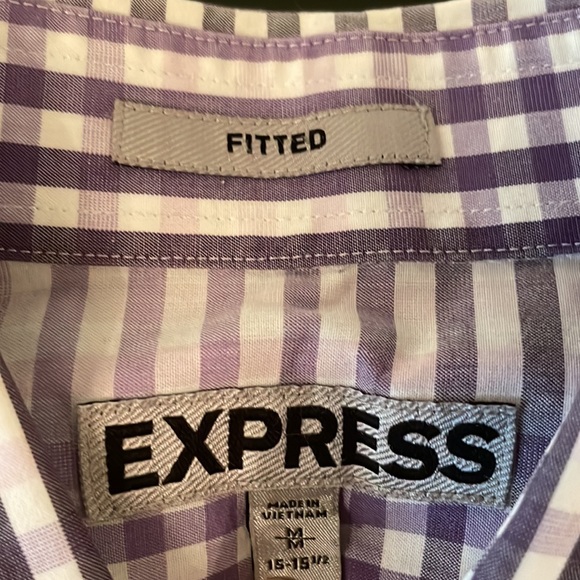 FITTED
EXPRESS
MADE IN
VIETNAM
M
M
15-15 1/2